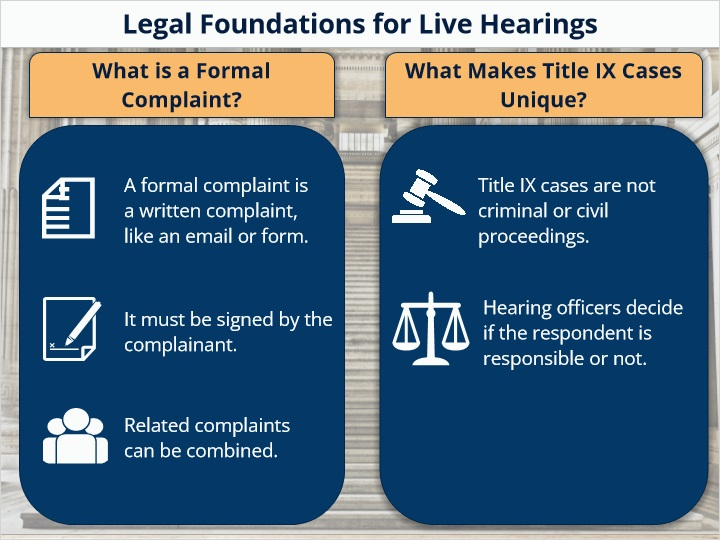 Legal Foundations for Live Hearings
What is a Formal
Complaint?
A formal complaint is
a written complaint,
like an email or form.
It must be signed by the
complainant.
Related complaints
can be combined.
What Makes Title IX Cases
Unique?
Title IX cases are not
criminal or civil
proceedings.
Hearing officers decide
if the respondent is
responsible or not.